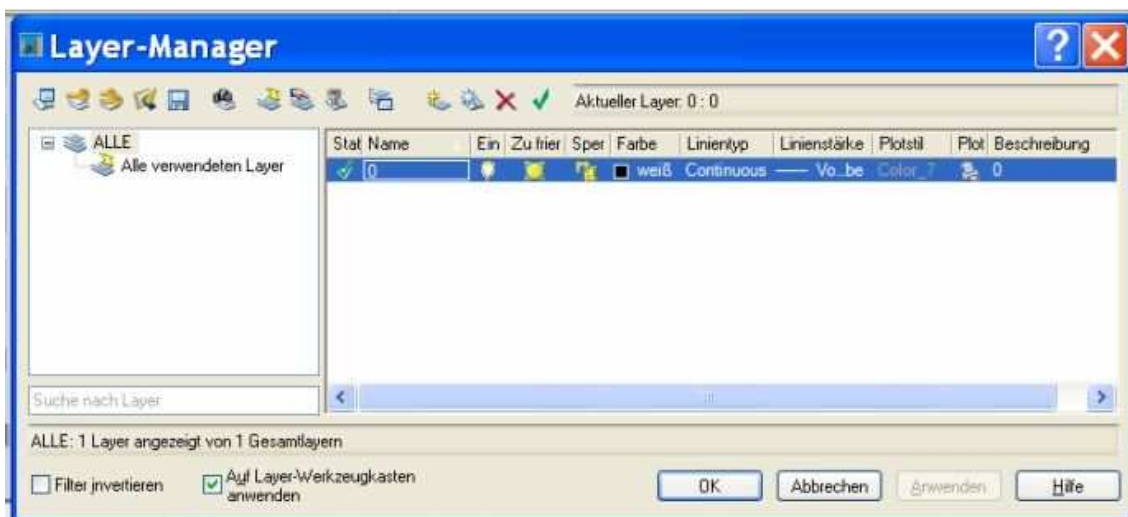 Layer-Manager
Aktueller Layer: 0 : 0
ALLE
Alle verwendeten Layer
Stat Name Ein Zu frier Sper Farbe Linientyp Linienstärke Plotstil Plot Beschreibung
0 weiß Continuous Vo...be Color_7 0
Suche nach Layer
ALLE: 1 Layer angezeigt von 1 Gesamtlayern
Filter invertieren
Auf Layer-Werkzeugkasten
anwenden
OK Abbrechen Anwenden Hilfe